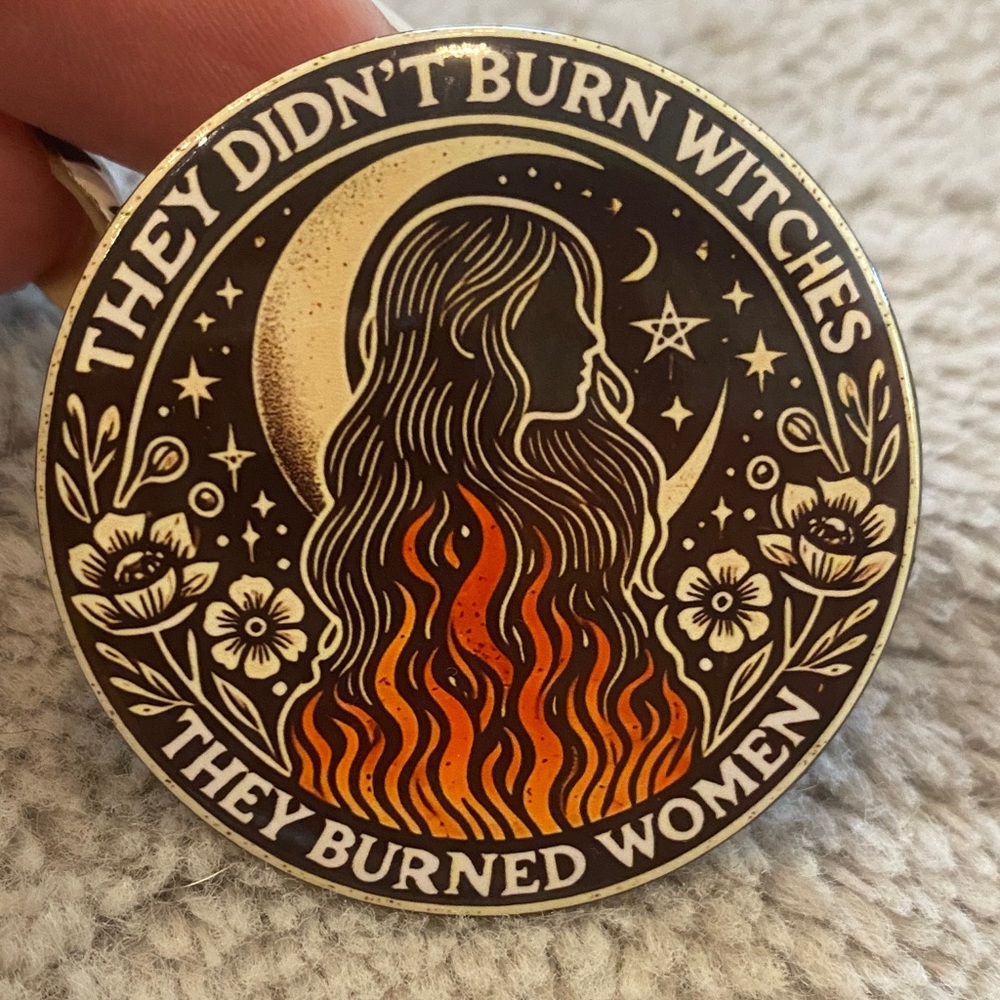 THEY DIDN'T BURN WITCHES
THEY BURNED WOMEN